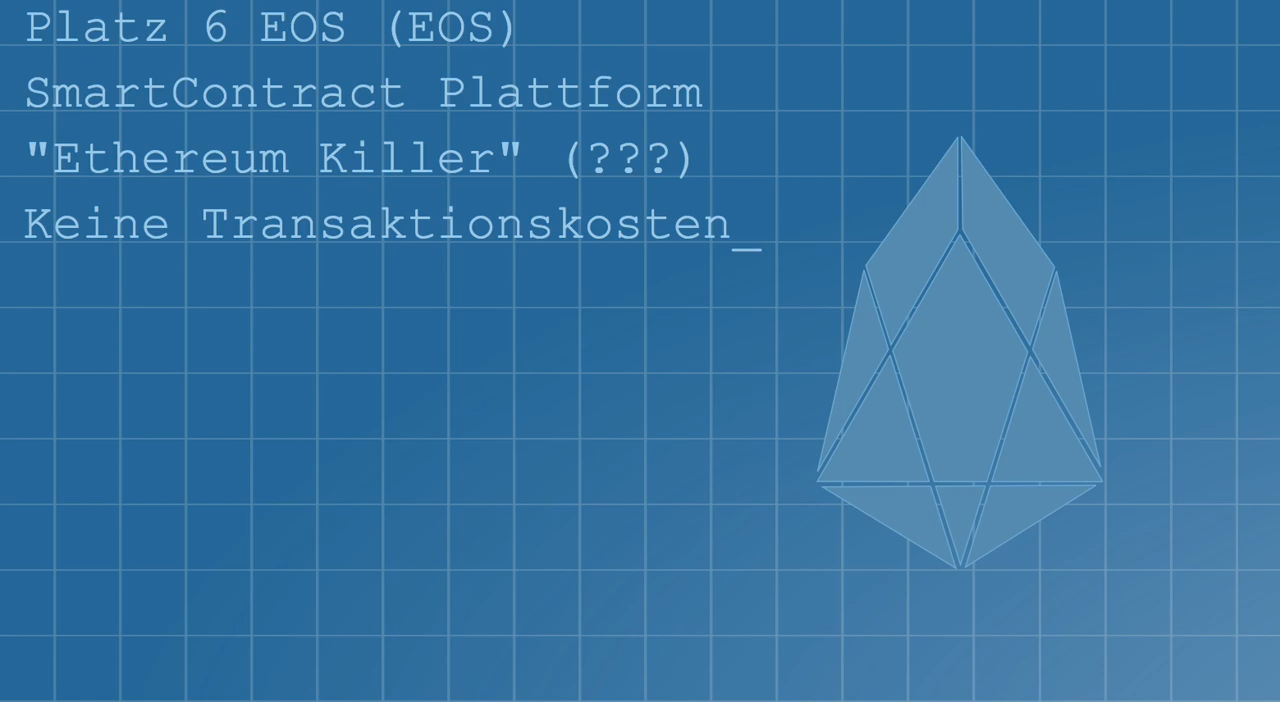 Platz 6 EOS (EOS)
SmartContract Plattform
"Ethereum Killer" (???)
Keine Transaktionskosten_